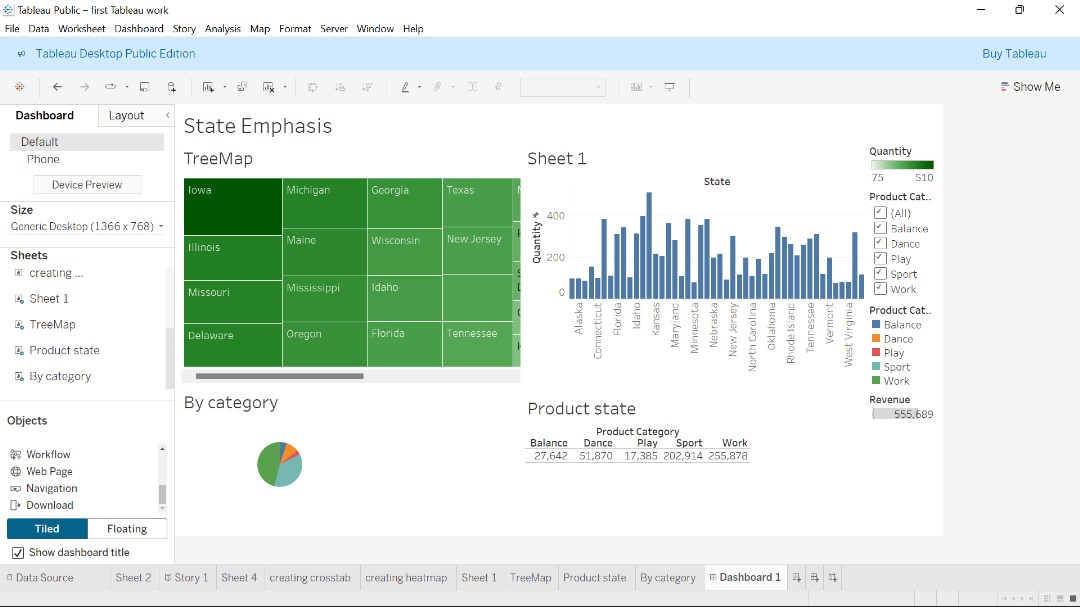 Tableau Public – first Tableau work
File Data Worksheet Dashboard Story Analysis Map Format Server Window Help
Tableau Desktop Public Edition
Buy Tableau
Show Me
Dashboard Layout
Default
Phone
Device Preview
Size
Generic Desktop (1366 x 768)
Sheets
creating ...
Sheet 1
TreeMap
Product state
By category
Objects
Workflow
Web Page
Navigation
Download
Tiled Floating
Show dashboard title
State Emphasis
TreeMap
Iowa Michigan Georgia Texas
Illinois Maine Wisconsin New Jersey
Missouri Mississippi Idaho
Delaware Oregon Florida Tennessee
Sheet 1
State
Quantity
400
200
0
Alaska Connecticut Florida Idaho Kansas Maryland Minnesota Nebraska New Jersey North Carolina Oklahoma Rhode Island Tennessee Vermont West Virginia
Quantity
75 510
Product Cat..
(All)
Balance
Dance
Play
Sport
Work
Product Cat..
Balance
Dance
Play
Sport
Work
Revenue
555,689
By category
Product state
Product Category
Balance Dance Play Sport Work
27,642 51,870 17,385 202,914 255,878
Data Source Sheet 2 Story 1 Sheet 4 creating crosstab creating heatmap Sheet 1 TreeMap Product state By category Dashboard 1